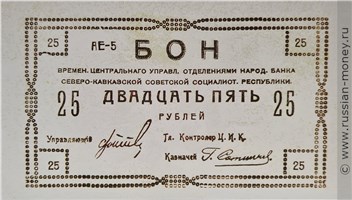 25 АЕ-5 БОН 25
ВРЕМЕН. ЦЕНТРАЛЬНАГО УПРАВЛ. ОТДЕЛЕНИЯМИ НАРОД. БАНКА
СЕВЕРО-КАВКАЗСКОЙ СОВЕТСКОЙ СОЦИАЛИСТ. РЕСПУБЛИКИ.
25 ДВАДЦАТЬ ПЯТЬ 25
РУБЛЕЙ
Управляющий Гл. Контролер Ц.И.К.
Казначей
25 25
www.russian-money.ru